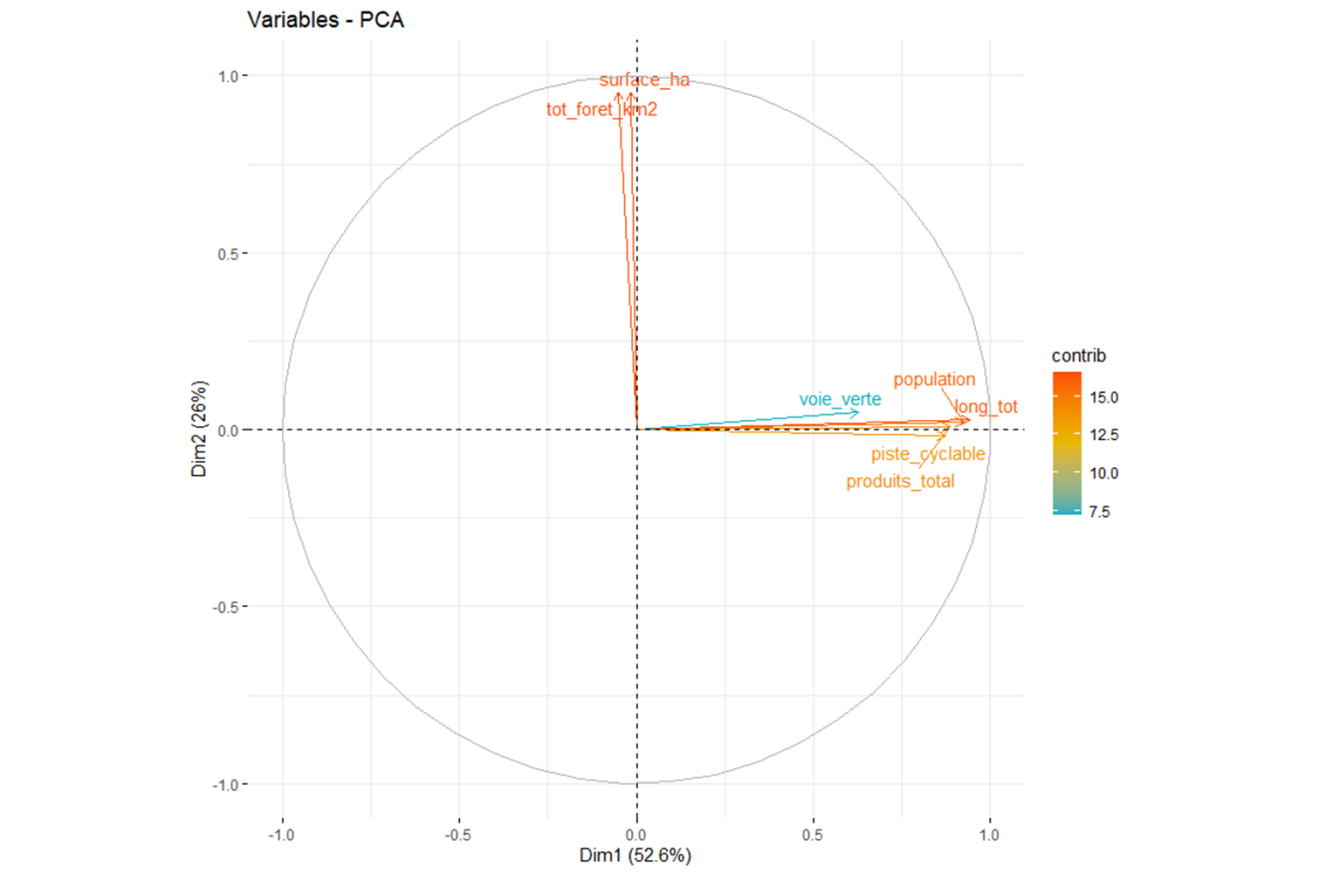 Variables - PCA
1.0
surface_ha
tot_foret_km2
0.5
contrib
population
voie_verte
long_tot
15.0
0.0
12.5
Dim2 (26%)
piste_cyclable
10.0
produits_total
7.5
-0.5
-1.0
-1.0
-0.5
0.0
0.5
1.0
Dim1 (52.6%)